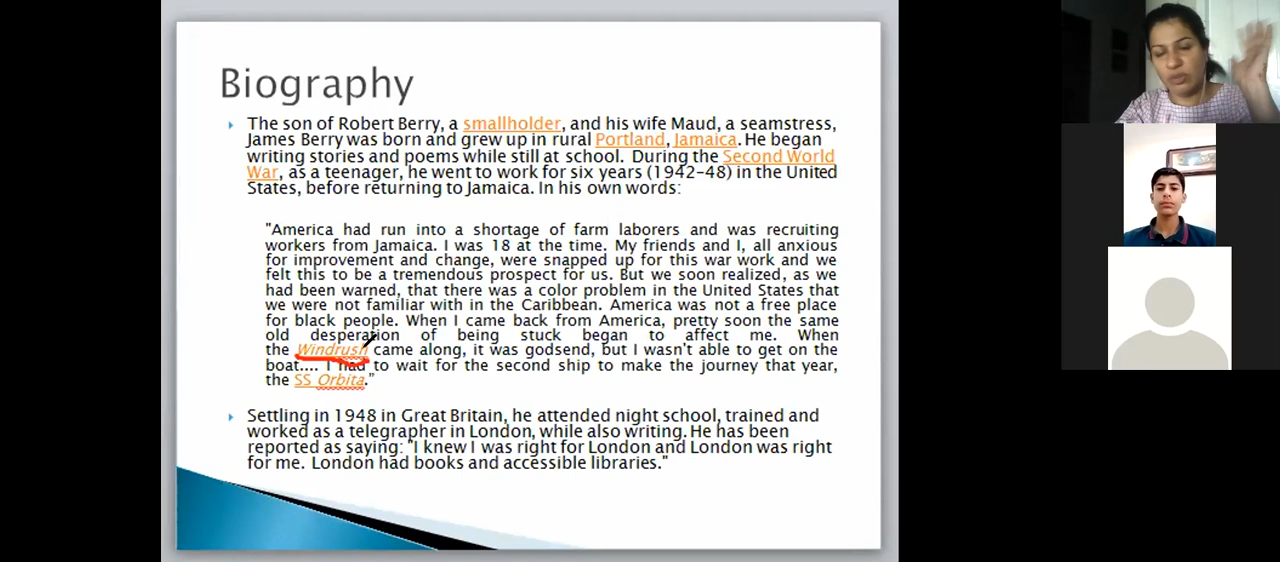 Biography
The son of Robert Berry, a smallholder, and his wife Maud, a seamstress,
James Berry was born and grew up in rural Portland, Jamaica. He began
writing stories and poems while still at school. During the Second World
War, as a teenager, he went to work for six years (1942-48) in the United
States, before returning to Jamaica. In his own words:
"America had run into a shortage of farm laborers and was recruiting
workers from Jamaica. I was 18 at the time. My friends and I, all anxious
for improvement and change, were snapped up for this war work and we
felt this to be a tremendous prospect for us. But we soon realized, as we
had been warned, that there was a color problem in the United States that
we were not familiar with in the Caribbean. America was not a free place
for black people. When I came back from America, pretty soon the same
old desperation of being stuck began to affect me. When
the Windrush came along, it was godsend, but I wasn't able to get on the
boat.... I had to wait for the second ship to make the journey that year,
the SS Orbita."
Settling in 1948 in Great Britain, he attended night school, trained and
worked as a telegrapher in London, while also writing. He has been
reported as saying: "I knew I was right for London and London was right
for me. London had books and accessible libraries."